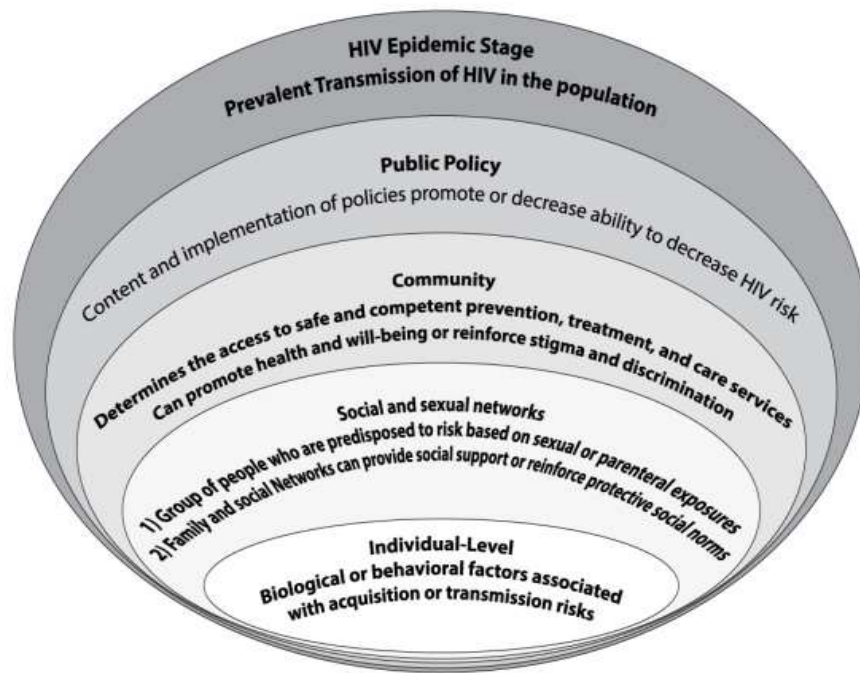 HIV Epidemic Stage
Prevalent Transmission of HIV in the population
Public Policy
Content and implementation of policies promote or decrease ability to decrease HIV risk
Community
Determines the access to safe and competent prevention, treatment, and care services
Can promote health and will-being or reinforce stigma and discrimination
Social and sexual networks
1) Group of people who are predisposed to risk based on sexual or parenteral exposures
2) Family and social Networks can provide social support or reinforce protective social norms
Individual-Level
Biological or behavioral factors associated
with acquisition or transmission risks